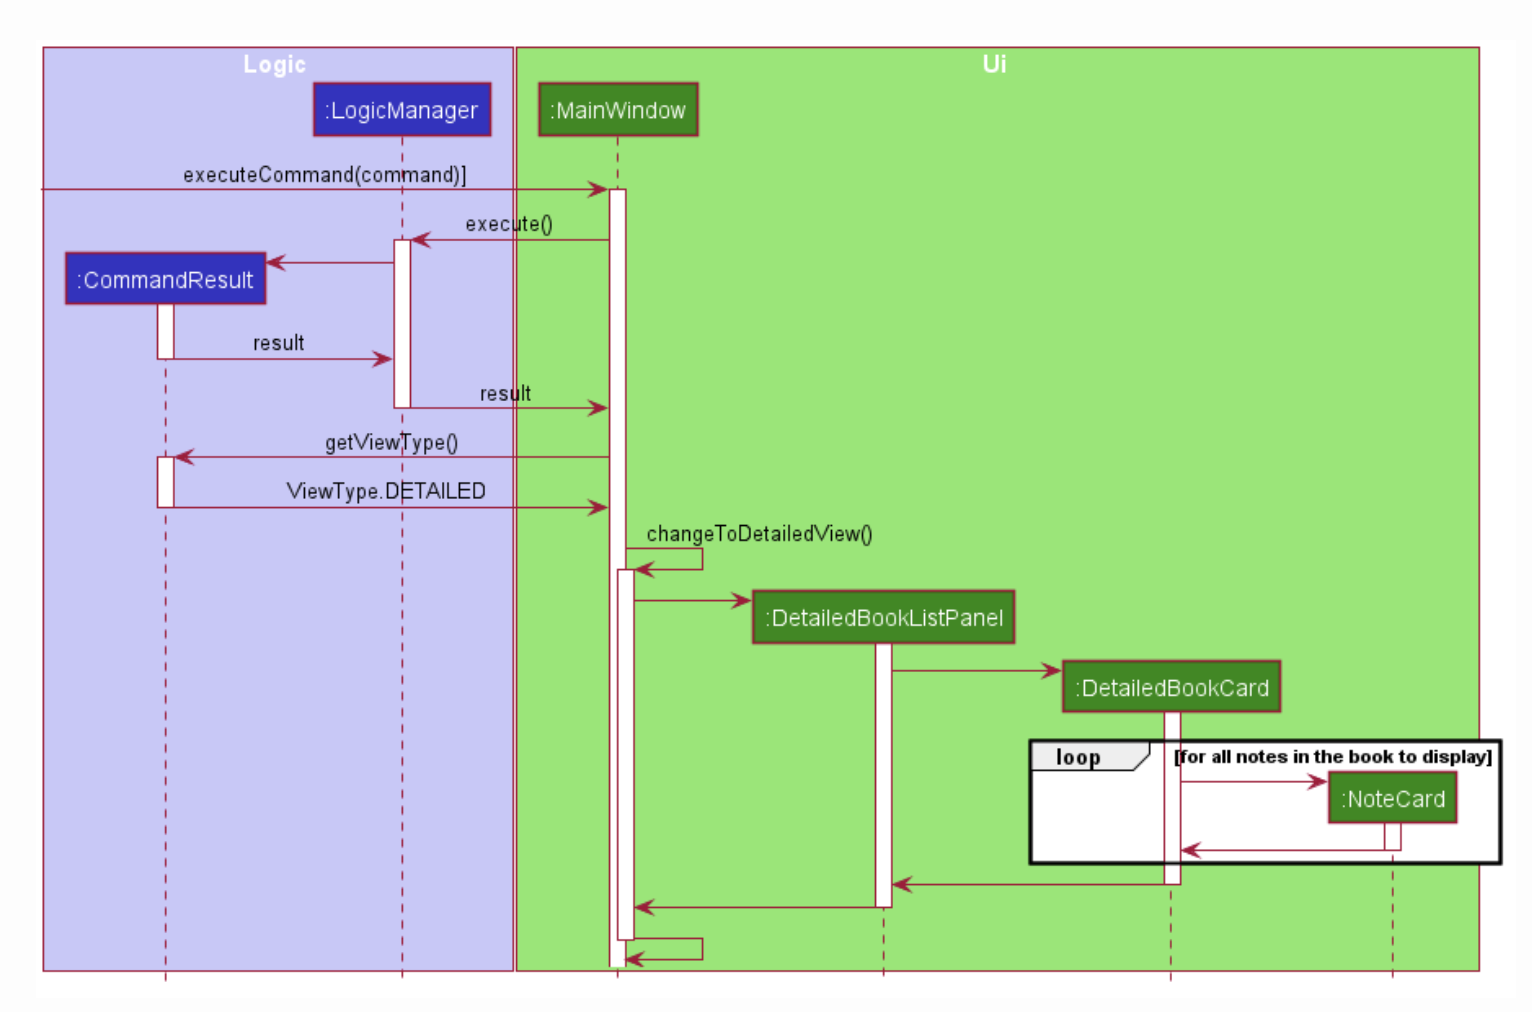 Logic
Ui
:LogicManager
:MainWindow
executeCommand(command)]
execute()
:CommandResult
result
result
getViewType()
ViewType.DETAILED
changeToDetailedView()
:DetailedBookListPanel
:DetailedBookCard
loop
[for all notes in the book to display]
:NoteCard